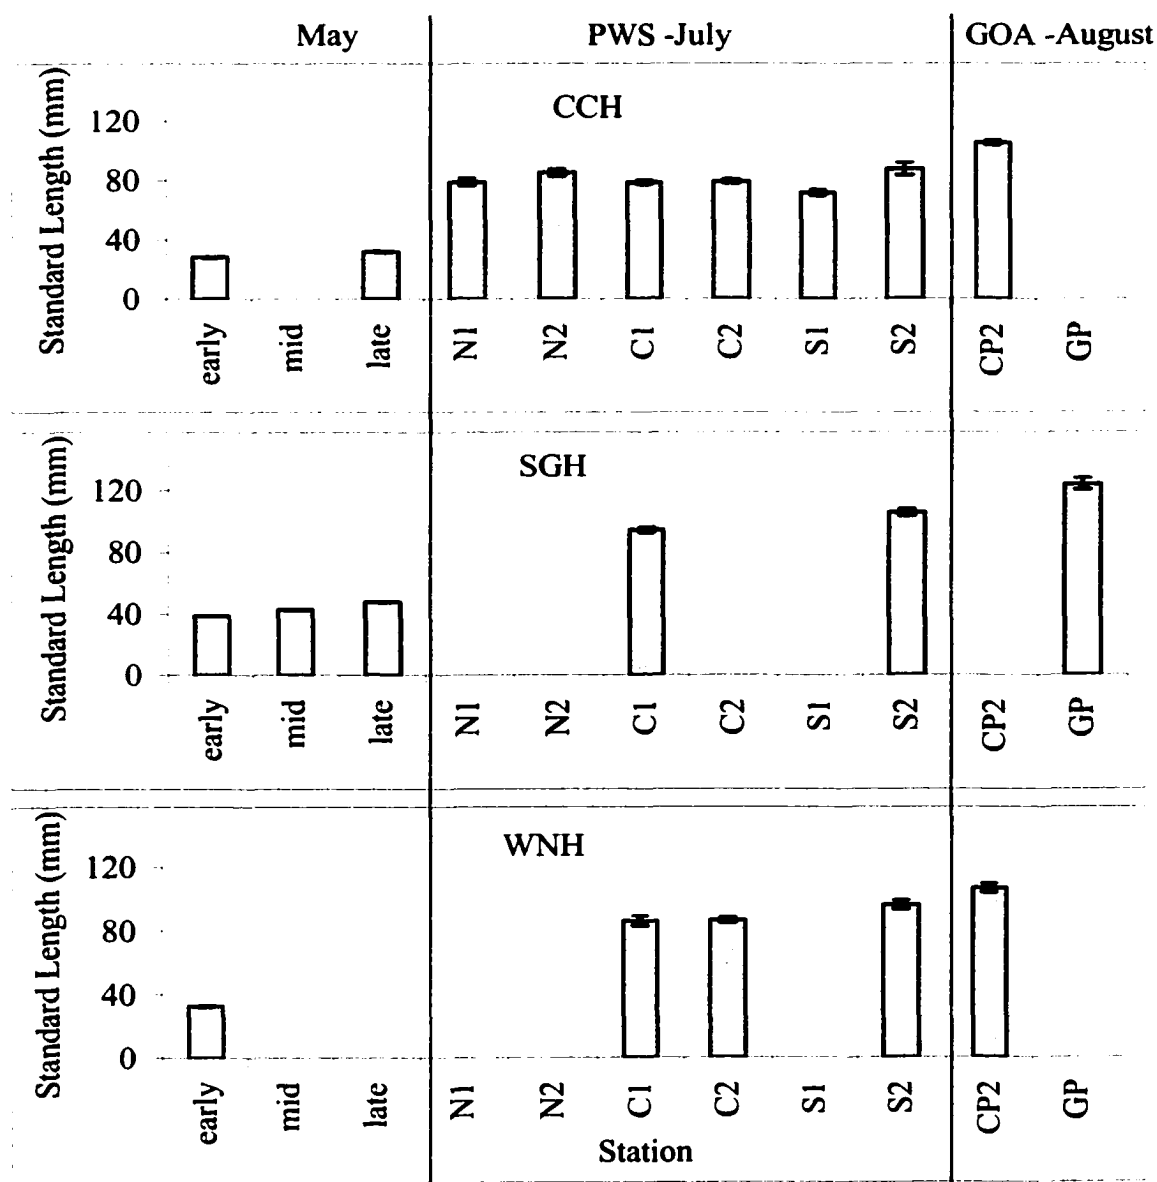 May PWS -July GOA -August
CCH
Standard Length (mm)
120
80
40
0
early mid late N1 N2 C1 C2 S1 S2 CP2 GP
SGH
Standard Length (mm)
120
80
40
0
early mid late N1 N2 C1 C2 S1 S2 CP2 GP
WNH
Standard Length (mm)
120
80
40
0
early mid late N1 N2 C1 C2 S1 S2 CP2 GP
Station